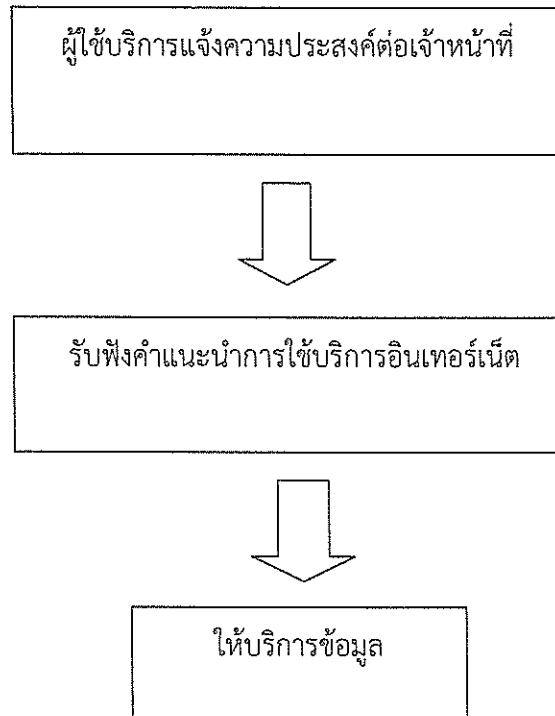 ผู้ใช้บริการแจ้งความประสงค์ต่อเจ้าหน้าที่
รับฟังคำแนะนำการใช้บริการอินเทอร์เน็ต
ให้บริการข้อมูล